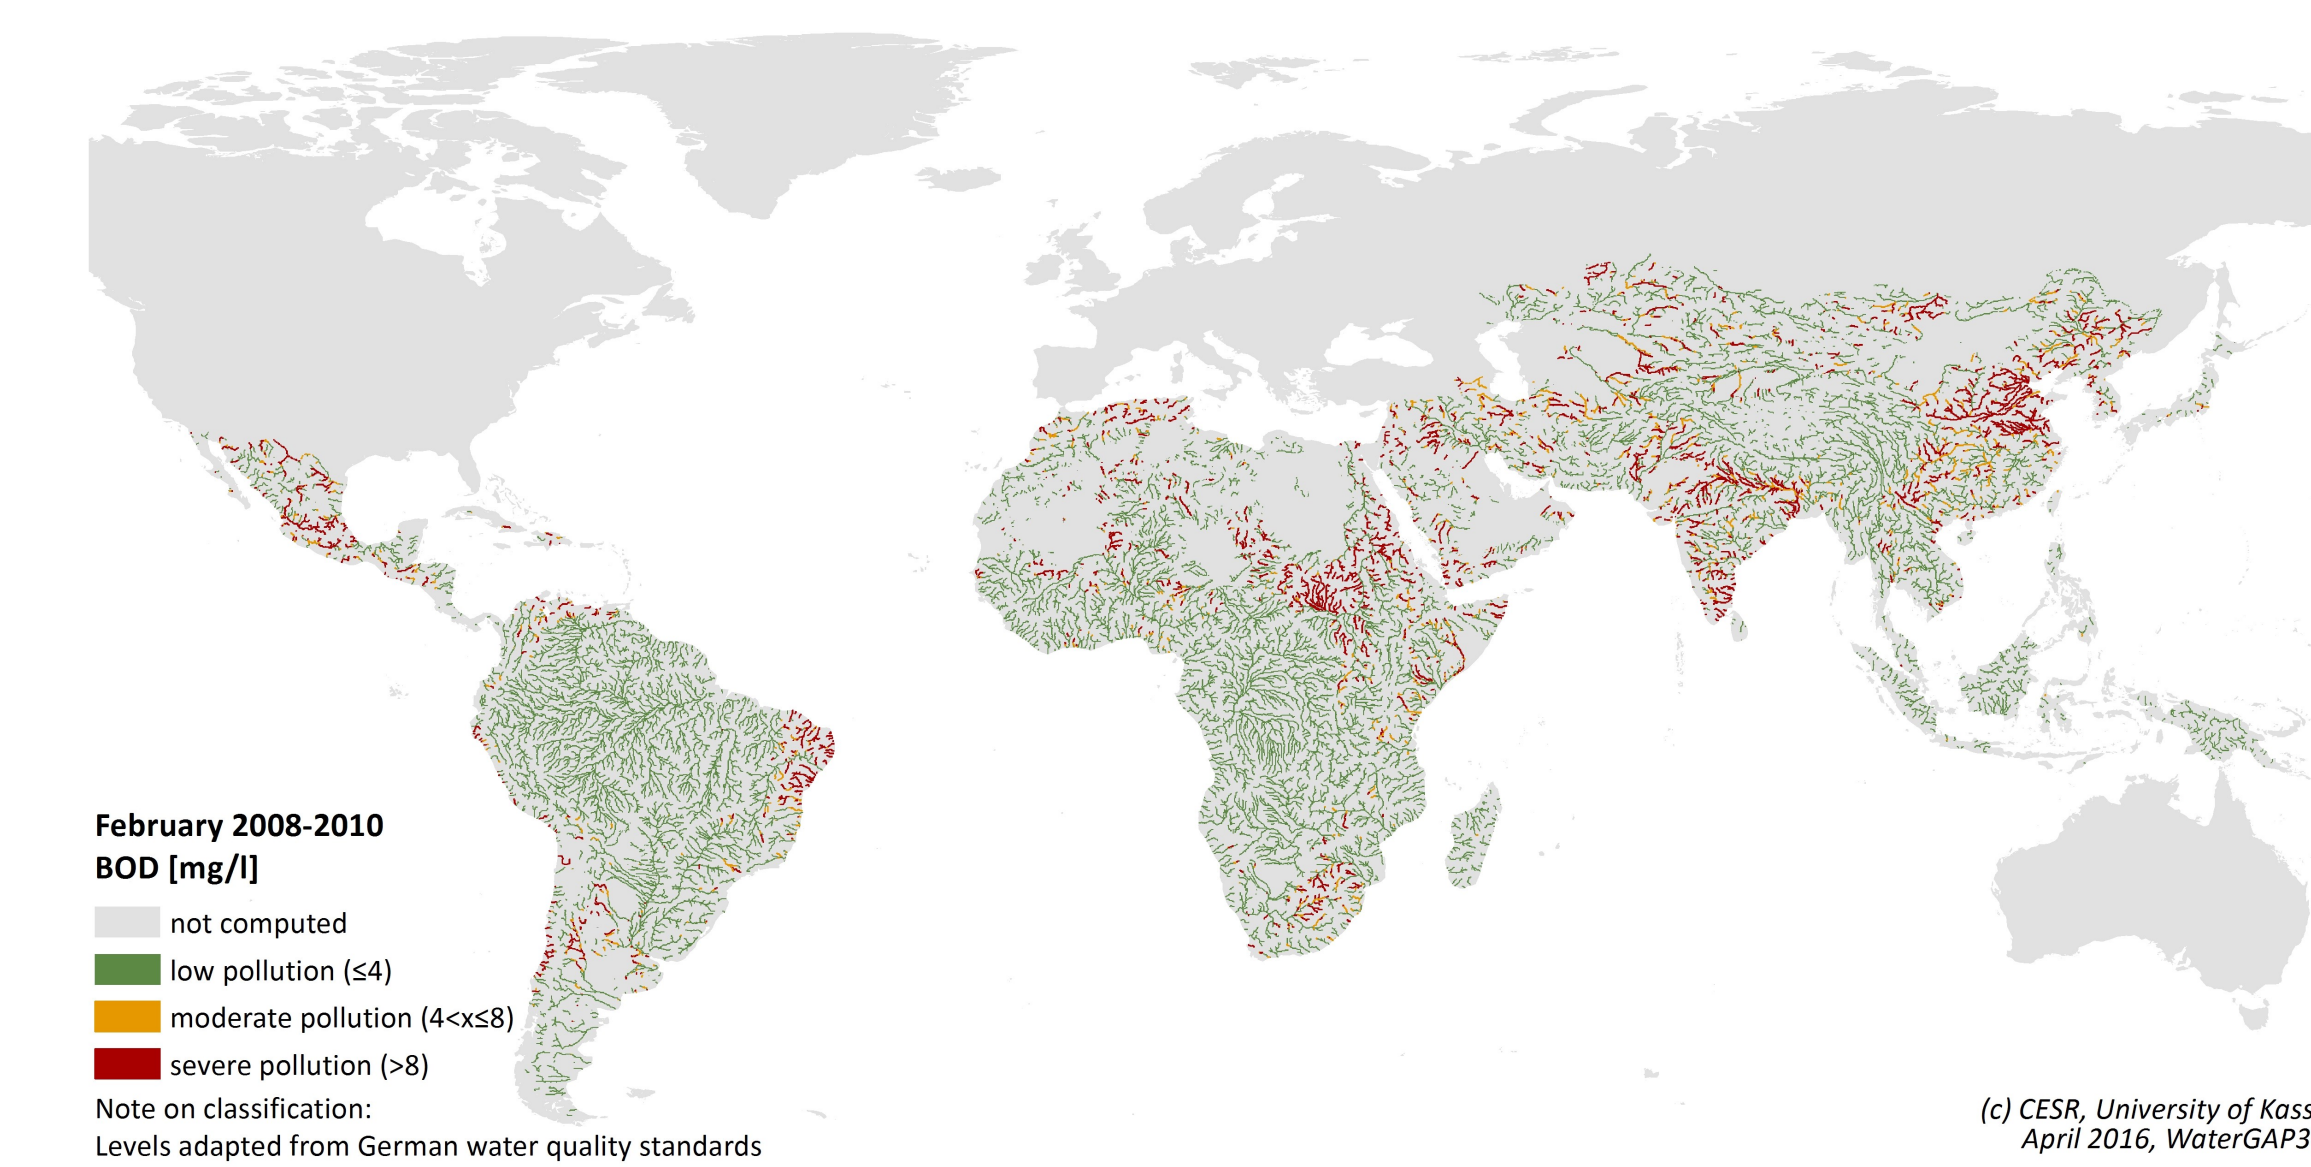 February 2008-2010
BOD [mg/l]
not computed
low pollution (≤4)
moderate pollution (4<x≤8)
severe pollution (>8)
Note on classification:
Levels adapted from German water quality standards
(c) CESR, University of Kass
April 2016, WaterGAP3